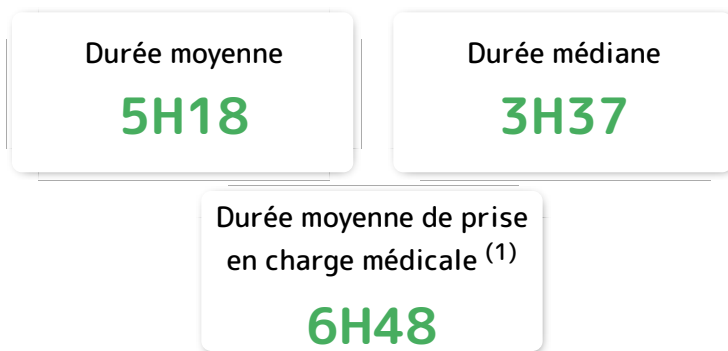 Durée moyenne
5H18
Durée médiane
3H37
Durée moyenne de prise
en charge médicale (1)
6H48